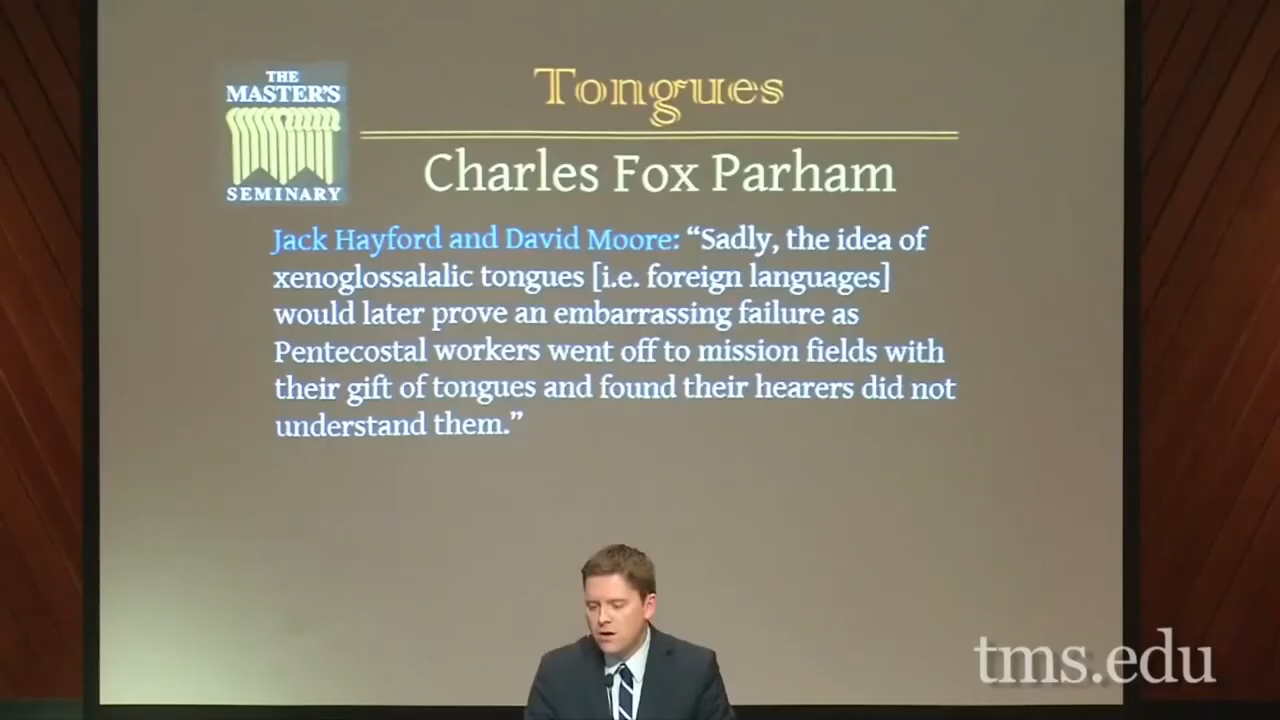 THE
MASTER'S
SEMINARY
Tongues
Charles Fox Parham
Jack Hayford and David Moore: “Sadly, the idea of
xenoglossalalic tongues [i.e. foreign languages]
would later prove an embarrassing failure as
Pentecostal workers went off to mission fields with
their gift of tongues and found their hearers did not
understand them.”
tms.edu